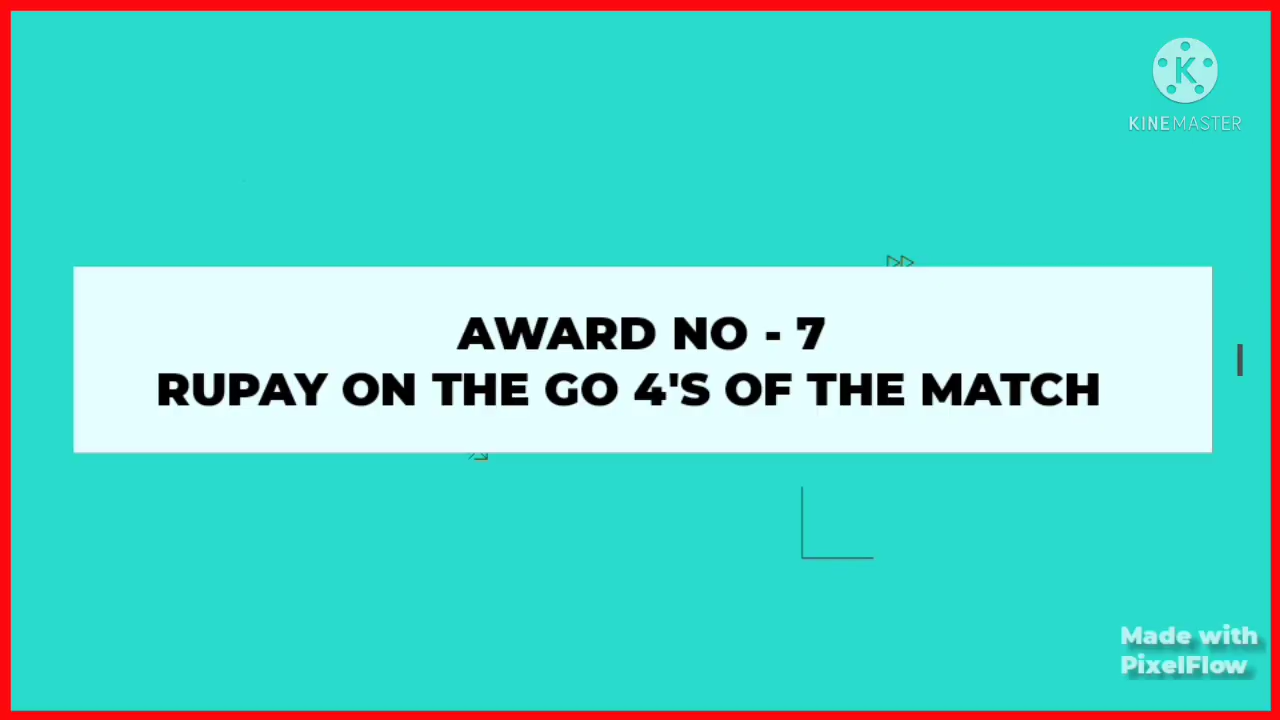 K
KINEMASTER
AWARD NO - 7
RUPAY ON THE GO 4'S OF THE MATCH
Made with
PixelFlow